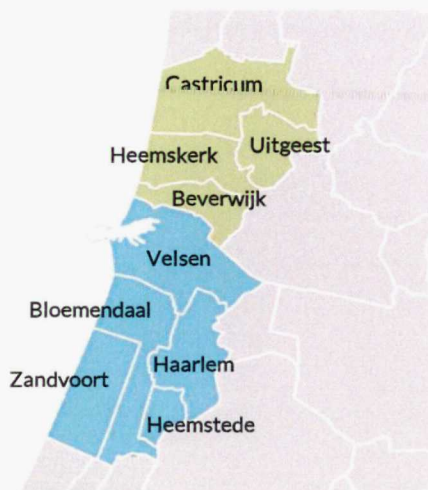 Castricum
Uitgeest
Heemskerk
Beverwijk
Velsen
Bloemendaal
Haarlem
Zandvoort
Heemstede